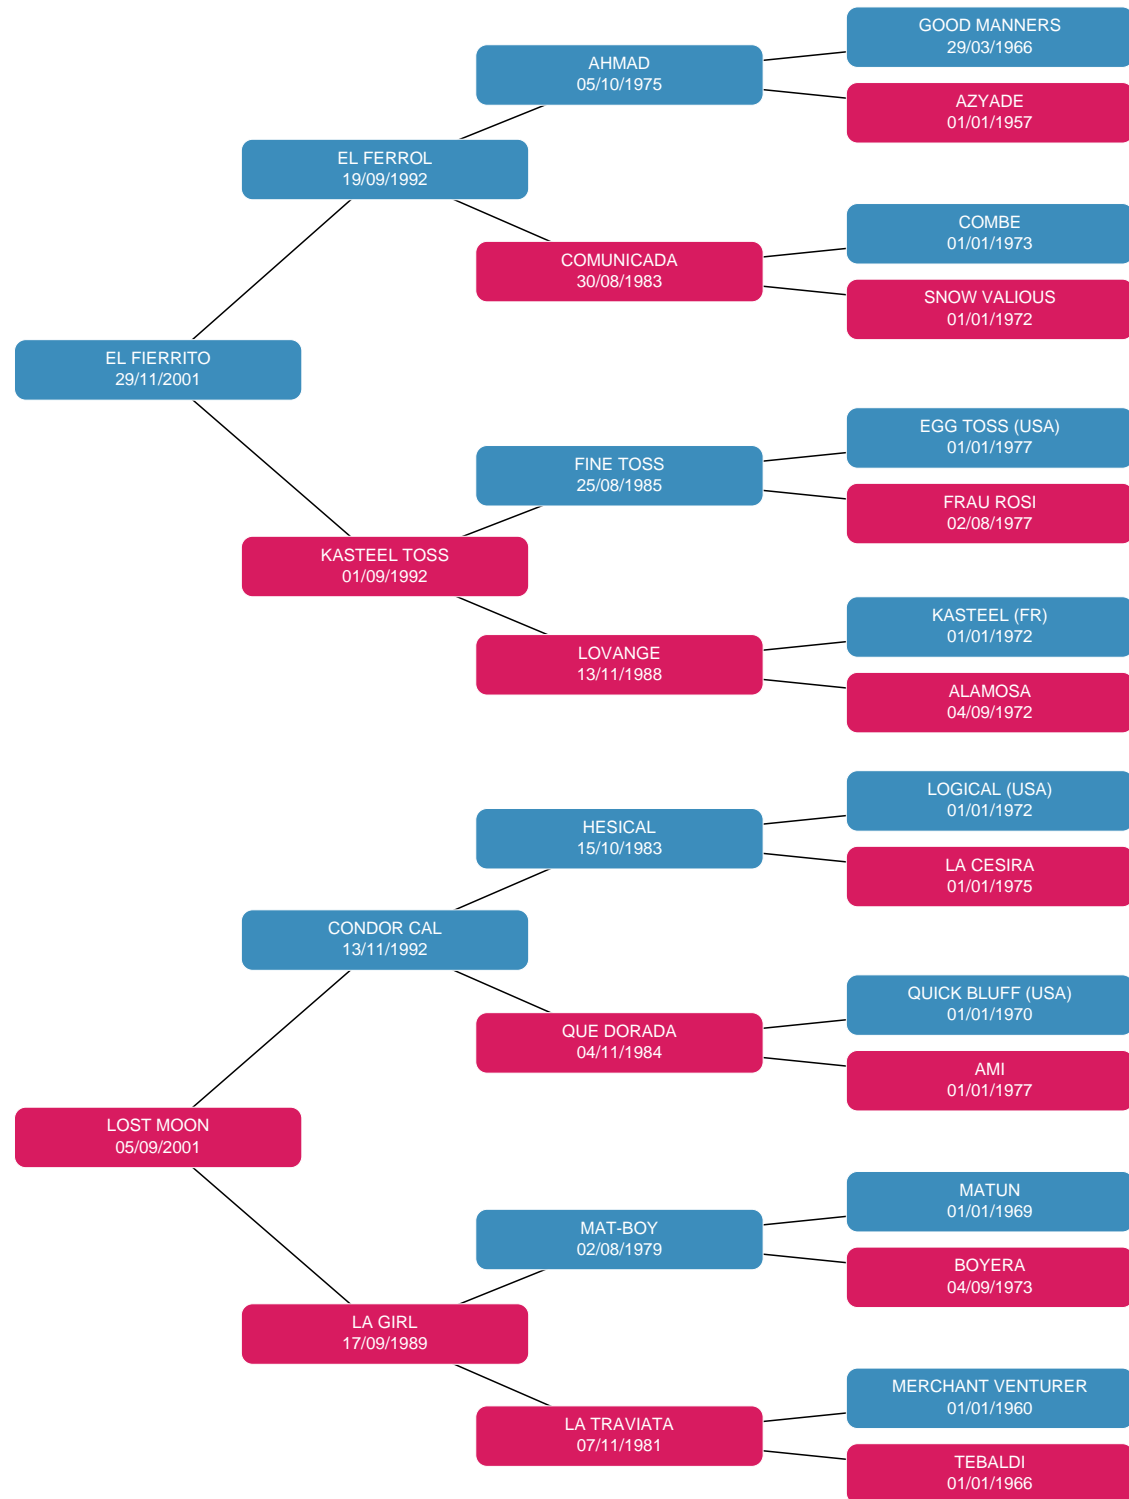 GOOD MANNERS
29/03/1966
AHMAD
05/10/1975
AZYADE
01/01/1957
EL FERROL
19/09/1992
COMBE
01/01/1973
COMUNICADA
30/08/1983
SNOW VALIOUS
01/01/1972
EL FIERRITO
29/11/2001
EGG TOSS (USA)
01/01/1977
FINE TOSS
25/08/1985
FRAU ROSI
02/08/1977
KASTEEL TOSS
01/09/1992
KASTEEL (FR)
01/01/1972
LOVANGE
13/11/1988
ALAMOSA
04/09/1972
LOGICAL (USA)
01/01/1972
HESICAL
15/10/1983
LA CESIRA
01/01/1975
CONDOR CAL
13/11/1992
QUICK BLUFF (USA)
01/01/1970
QUE DORADA
04/11/1984
AMI
01/01/1977
LOST MOON
05/09/2001
MATUN
01/01/1969
MAT-BOY
02/08/1979
BOYERA
04/09/1973
LA GIRL
17/09/1989
MERCHANT VENTURER
01/01/1960
LA TRAVIATA
07/11/1981
TEBALDI
01/01/1966